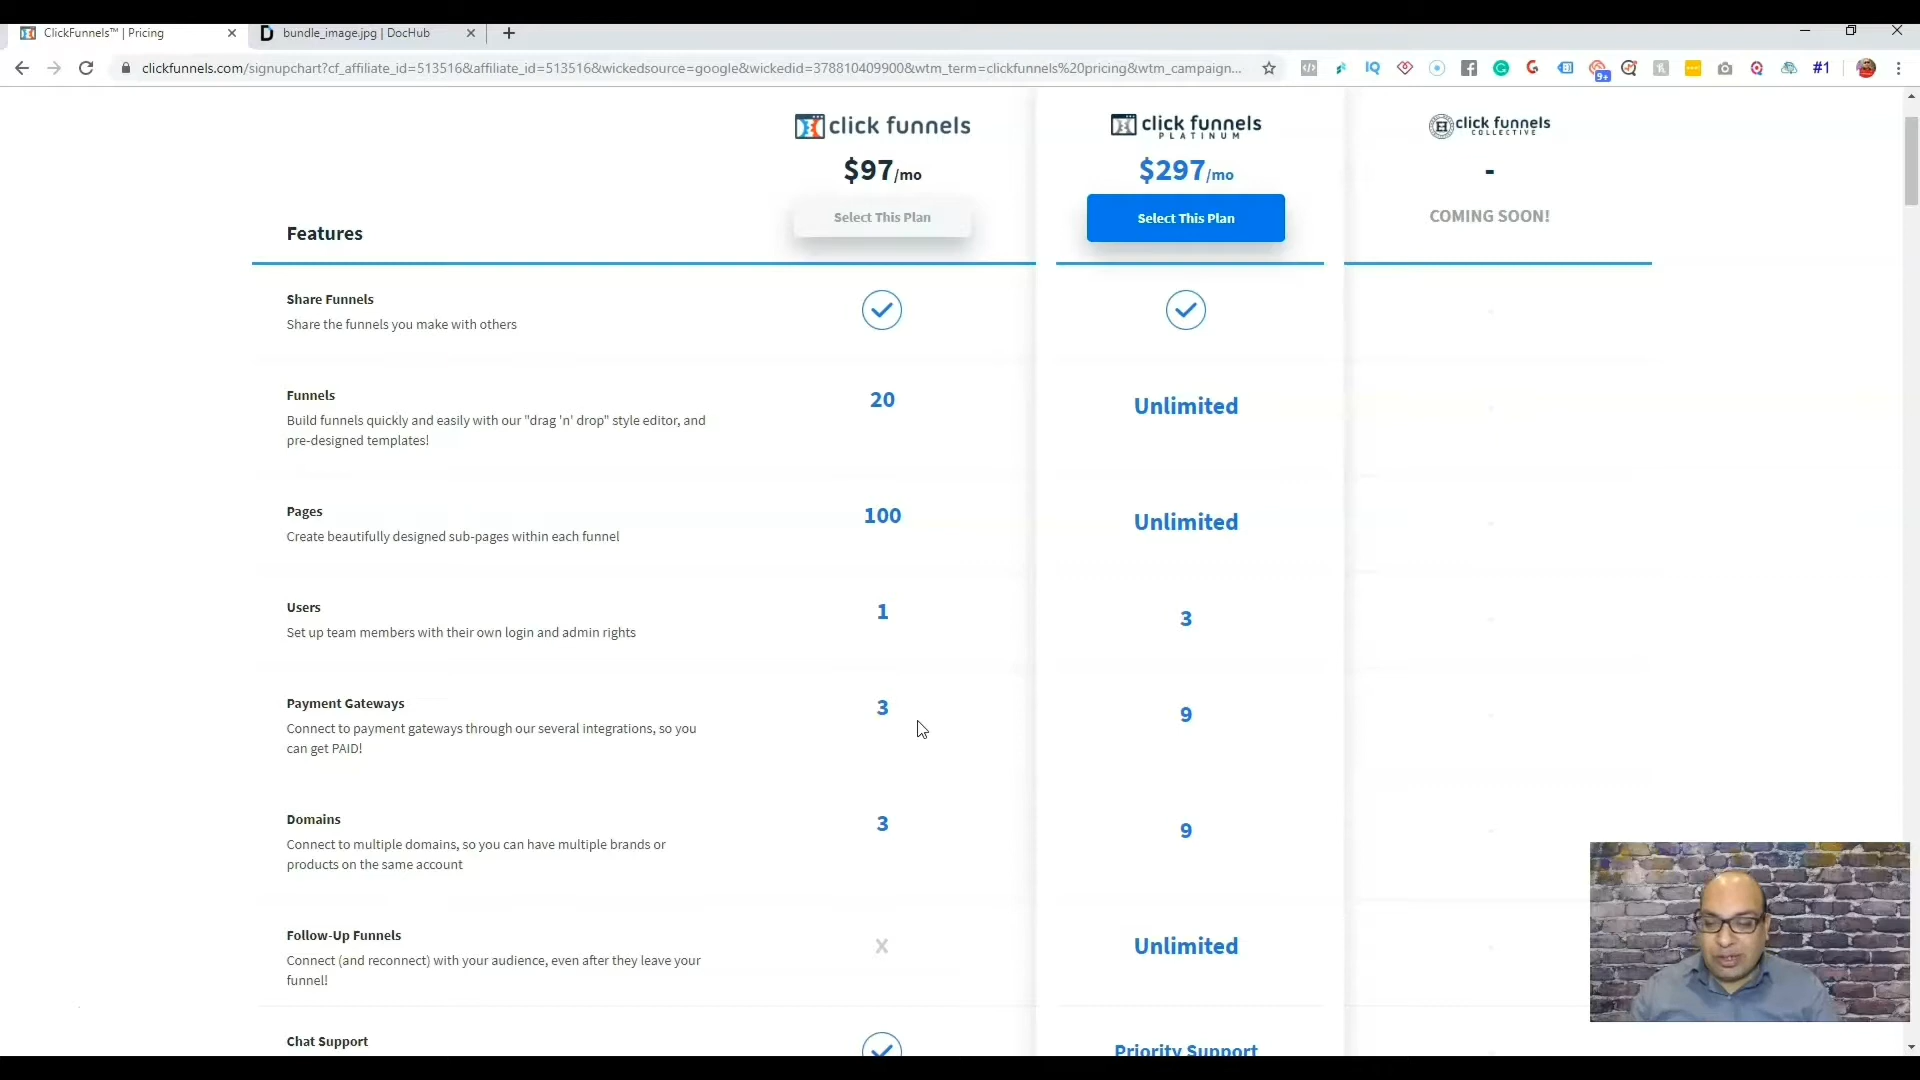 ClickFunnels™ | Pricing
bundle_image.jpg | DocHub
clickfunnels.com/signupchart?cf_affiliate_id=513516&affiliate_id=513516&wickedsource=google&wickedid=378810409900&wtm_term=clickfunnels%20pricing&wtm_campaign...
IQ
9+
#1
click funnels
click funnels
PLATINUM
click funnels
COLLECTIVE
$97/mo
$297/mo
-
Select This Plan
Select This Plan
COMING SOON!
Features
Share Funnels
Share the funnels you make with others
Funnels
20
Unlimited
Build funnels quickly and easily with our "drag 'n' drop" style editor, and
pre-designed templates!
Pages
100
Unlimited
Create beautifully designed sub-pages within each funnel
Users
1
3
Set up team members with their own login and admin rights
Payment Gateways
3
9
Connect to payment gateways through our several integrations, so you
can get PAID!
Domains
3
9
Connect to multiple domains, so you can have multiple brands or
products on the same account
Follow-Up Funnels
X
Unlimited
Connect (and reconnect) with your audience, even after they leave your
funnel!
Chat Support
Priority Support